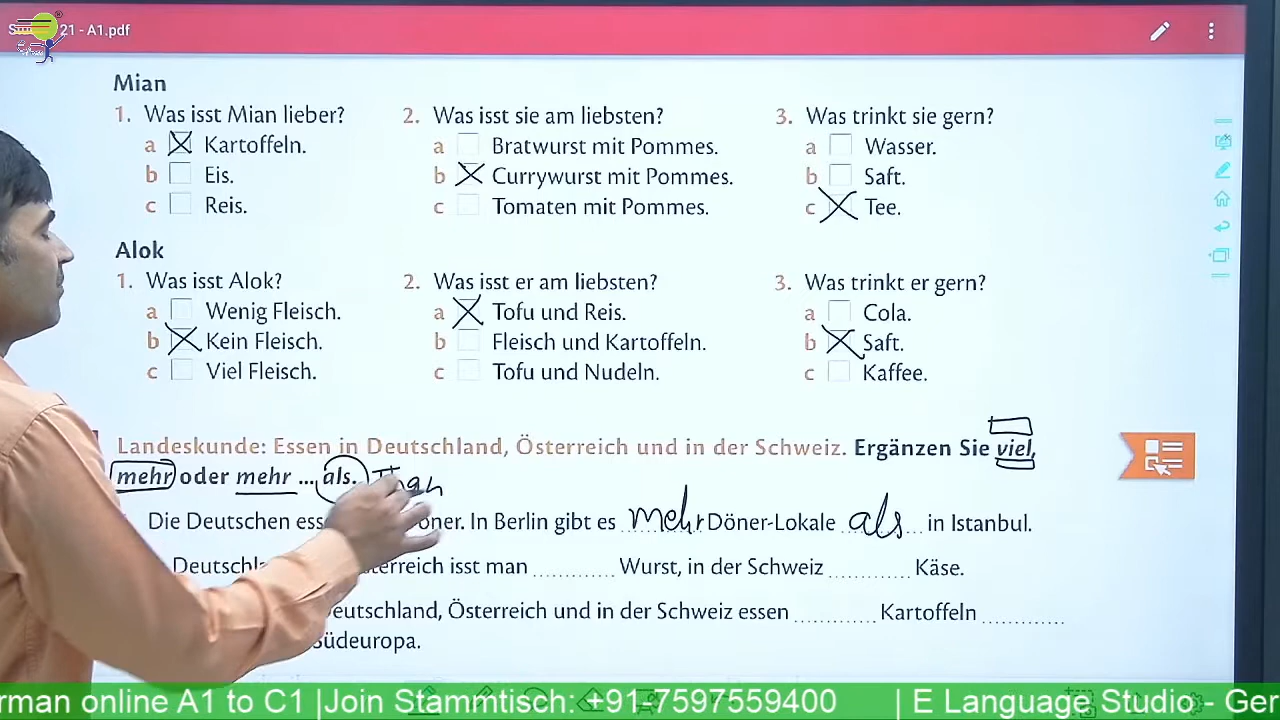 21 - A1.pdf
Mian
1. Was isst Mian lieber? 2. Was isst sie am liebsten? 3. Was trinkt sie gern?
a Kartoffeln. a Bratwurst mit Pommes. a Wasser.
b Eis. b Currywurst mit Pommes. b Saft.
c Reis. c Tomaten mit Pommes. c Tee.
Alok
1. Was isst Alok? 2. Was isst er am liebsten? 3. Was trinkt er gern?
a Wenig Fleisch. a Tofu und Reis. a Cola.
b Kein Fleisch. b Fleisch und Kartoffeln. b Saft.
c Viel Fleisch. c Tofu und Nudeln. c Kaffee.
Landeskunde: Essen in Deutschland, Österreich und in der Schweiz. Ergänzen Sie viel,
mehr oder mehr ... als. Than
Die Deutschen In Berlin gibt es mehr Döner-Lokale als in Istanbul.
isst man .......... Wurst, in der Schweiz .......... Käse.
Österreich und in der Schweiz essen .......... Kartoffeln ..........
Südeuropa.
rman online A1 to C1 |Join Stammtisch: +91-7597559400 | E Language Studio - Ger